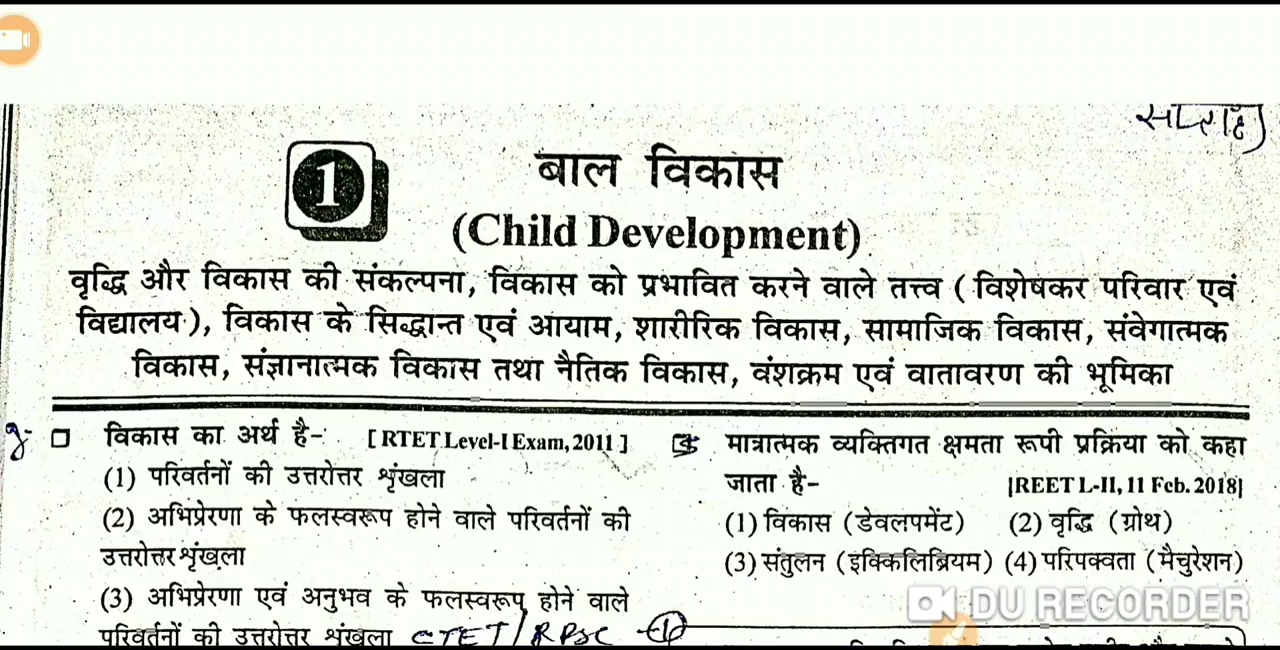 साप्ताह
1
बाल विकास
(Child Development)
वृद्धि और विकास की संकल्पना, विकास को प्रभावित करने वाले तत्त्व ( विशेषकर परिवार एवं
विद्यालय ), विकास के सिद्धान्त एवं आयाम, शारीरिक विकास, सामाजिक विकास, संवेगात्मक
विकास, संज्ञानात्मक विकास तथा नैतिक विकास, वंशक्रम एवं वातावरण की भूमिका
विकास का अर्थ है- [ RTET Level-I Exam, 2011 ]
(1) परिवर्तनों की उत्तरोत्तर शृंखला
(2) अभिप्रेरणा के फलस्वरूप होने वाले परिवर्तनों की
उत्तरोत्तर शृंखला
(3) अभिप्रेरणा एवं अनुभव के फलस्वरूप होने वाले
परिवर्तनों की उत्तरोत्तर शृंखला CTET/RPSC -1
मात्रात्मक व्यक्तिगत क्षमता रूपी प्रक्रिया को कहा
जाता है-
[REET L-II, 11 Feb. 2018]
(1) विकास (डेवलपमेंट) (2) वृद्धि (ग्रोथ)
(3) संतुलन (इक्किलिब्रियम) (4) परिपक्वता (मैचुरेशन)
DU RECORDER